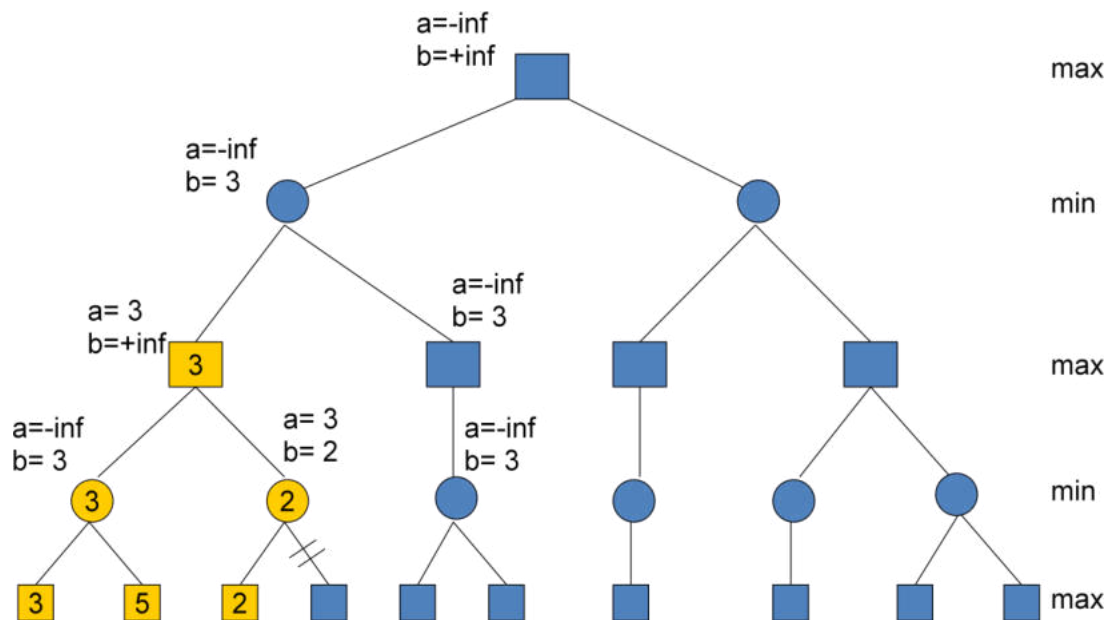 a=-inf
b=+inf
max
a=-inf
b= 3
min
a=-inf
b= 3
a= 3
b=+inf
3
max
a=-inf
b= 3
a= 3
b= 2
a=-inf
b= 3
3
2
min
3
5
2
max